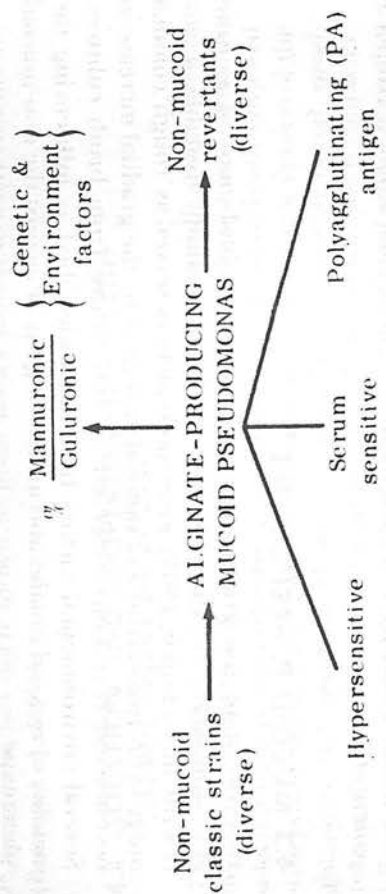 % Mannuronic
Guluronic
{ Genetic & }
{ Environment }
{ factors }
Non-mucoid
classic strains
(diverse)
ALGINATE-PRODUCING
MUCOID PSEUDOMONAS
Non-mucoid
revertants
(diverse)
Hypersensitive
Serum
sensitive
Polyagglutinating (PA)
antigen